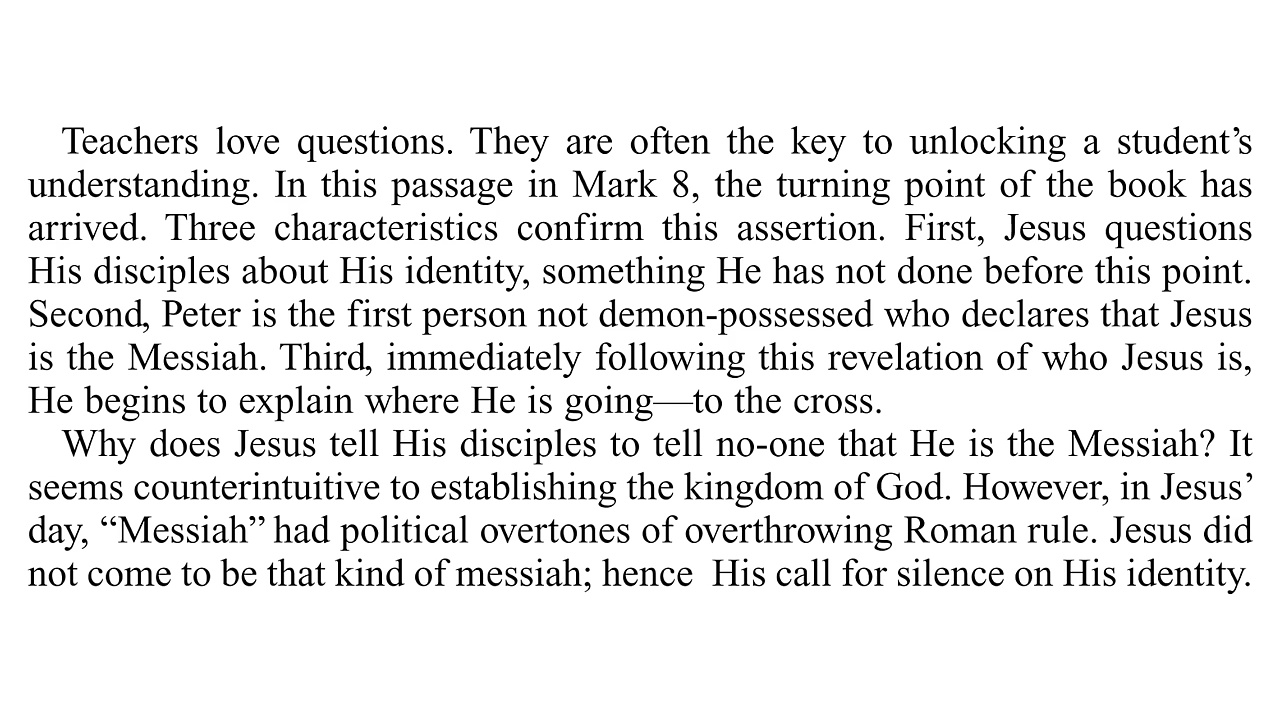 Teachers love questions. They are often the key to unlocking a student’s
understanding. In this passage in Mark 8, the turning point of the book has
arrived. Three characteristics confirm this assertion. First, Jesus questions
His disciples about His identity, something He has not done before this point.
Second, Peter is the first person not demon-possessed who declares that Jesus
is the Messiah. Third, immediately following this revelation of who Jesus is,
He begins to explain where He is going—to the cross.
Why does Jesus tell His disciples to tell no-one that He is the Messiah? It
seems counterintuitive to establishing the kingdom of God. However, in Jesus’
day, “Messiah” had political overtones of overthrowing Roman rule. Jesus did
not come to be that kind of messiah; hence  His call for silence on His identity.